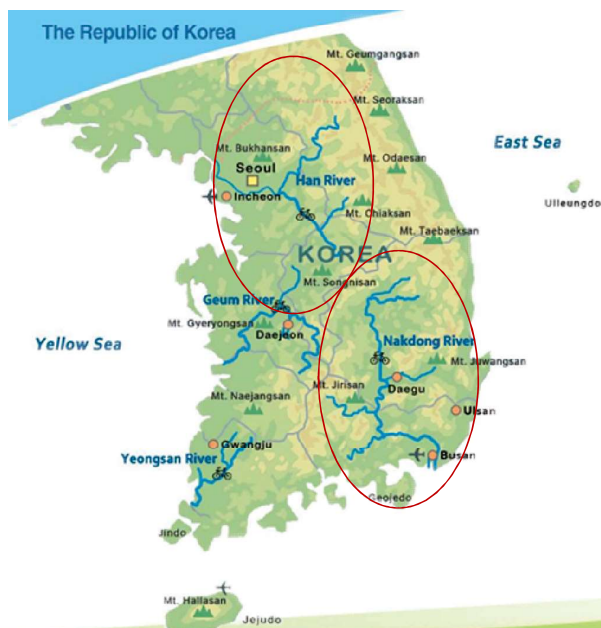 The Republic of Korea
Mt. Geumgangsan
Mt. Seoraksan
East Sea
Mt. Bukhansan
Seoul
Mt. Odaesan
Han River
Ulleungdo
Incheon
Mt. Chiaksan
Mt. Taebaeksan
KOREA
Mt. Songnisan
Geum River
Mt. Gyeryongsan
Daejeon
Nakdong River
Yellow Sea
Mt. Juwangsan
Mt. Jirisan
Daegu
Mt. Naejangsan
Ulsan
Gwangju
Yeongsan River
Busan
Geojedo
Jindo
Mt. Hallasan
Jejudo